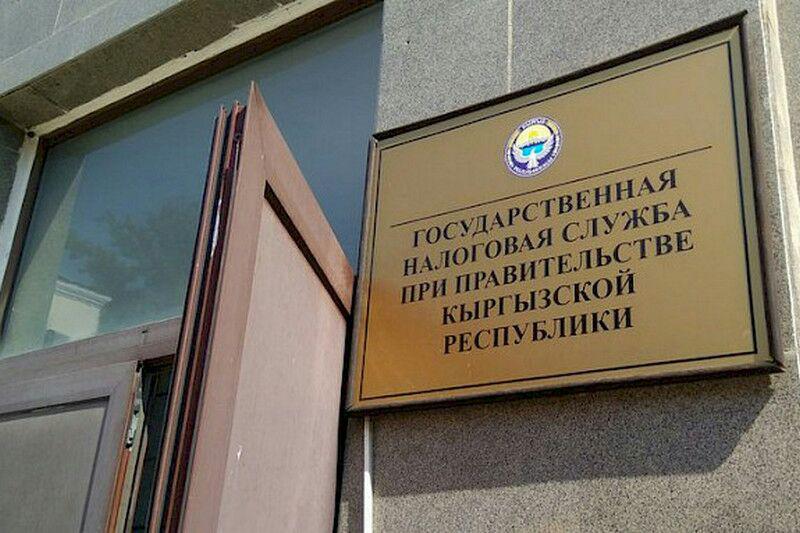 ГОСУДАРСТВЕННАЯ
НАЛОГОВАЯ СЛУЖБА
ПРИ ПРАВИТЕЛЬСТВЕ
КЫРГЫЗСКОЙ
РЕСПУБЛИКИ